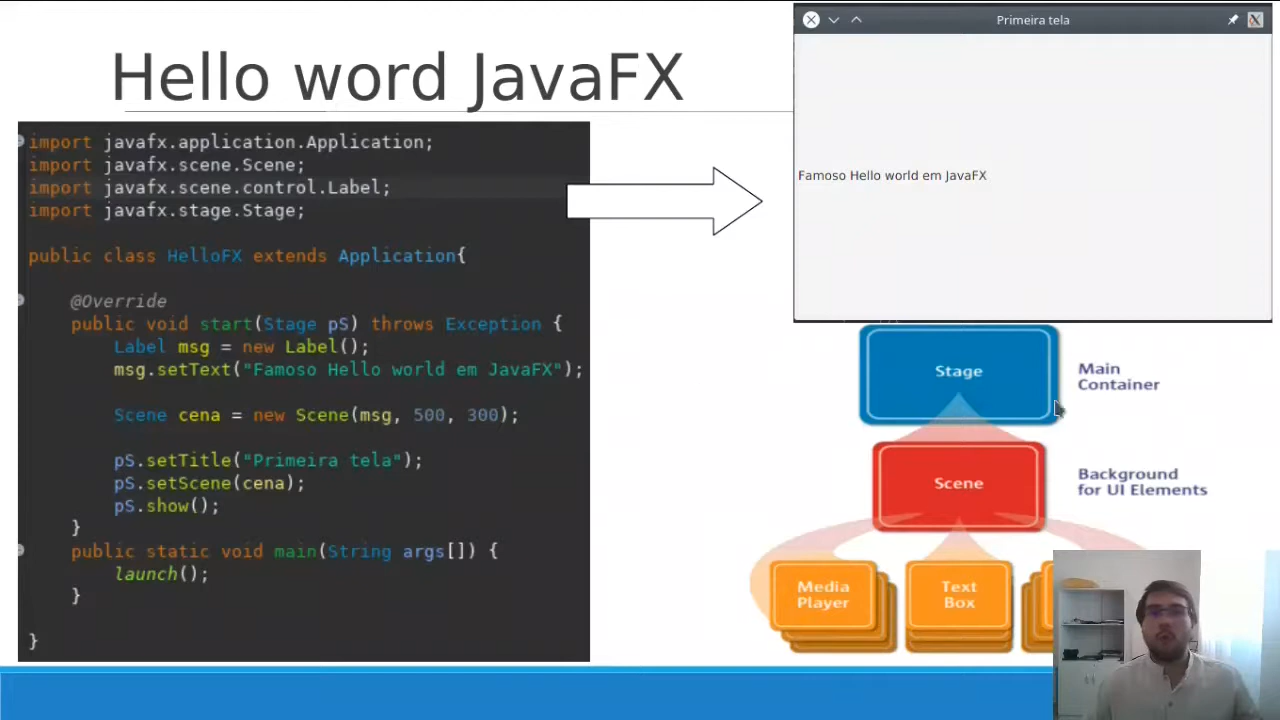 Hello word JavaFX
import javafx.application.Application;
import javafx.scene.Scene;
import javafx.scene.control.Label;
import javafx.stage.Stage;
public class HelloFX extends Application{
@Override
public void start(Stage pS) throws Exception {
Label msg = new Label();
msg.setText("Famoso Hello world em JavaFX");
Scene cena = new Scene(msg, 500, 300);
pS.setTitle("Primeira tela");
pS.setScene(cena);
pS.show();
}
public static void main(String args[]) {
launch();
}
}
Primeira tela
Famoso Hello world em JavaFX
Stage
Main
Container
Scene
Background
for UI Elements
Media
Player
Text
Box